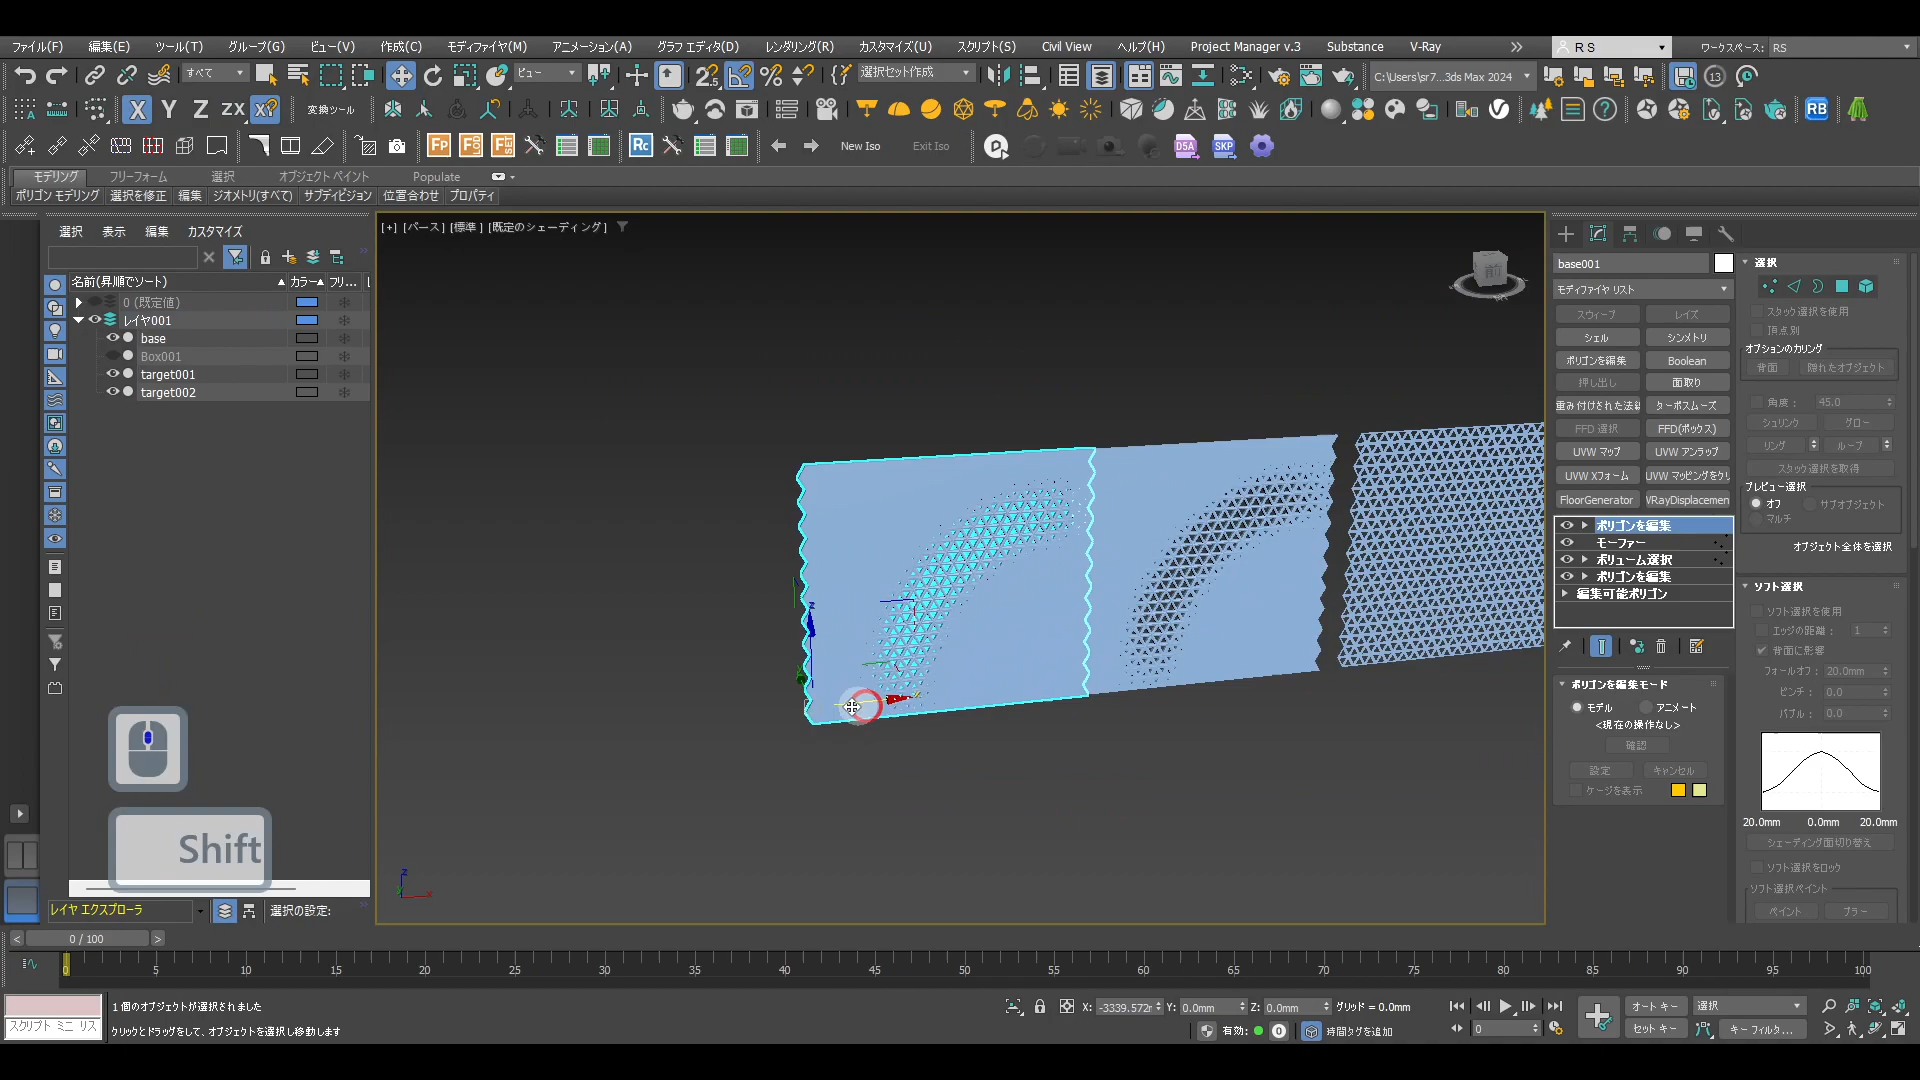 ファイル(F) 編集(E) ツール(T) グループ(G) ビュー(V) 作成(C) モディファイヤ(M) アニメーション(A) グラフ エディタ(D) レンダリング(R) カスタマイズ(U) スクリプト(S) Civil View ヘルプ(H) Project Manager v.3 Substance V-Ray
R S
ワークスペース: RS
すべて
ビュー
選択セット作成
C:\Users\sr7...3ds Max 2024
13
X Y Z ZX
変換ツール
RB
Fp
Rc
New Iso
Exit Iso
D5A
SKP
モデリング フリーフォーム 選択 オブジェクト ペイント Populate
ポリゴン モデリング 選択を修正 編集 ジオメトリ(すべて) サブディビジョン 位置合わせ プロパティ
選択 表示 編集 カスタマイズ
名前(昇順でソート) カラー フリ...
0 (既定値)
レイヤ001
base
Box001
target001
target002
[+] [パース] [標準] [既定のシェーディング]
前
base001
モディファイヤ リスト
スウィープ レイズ
シェル シンメトリ
ポリゴンを編集 Boolean
押し出し 面取り
重み付けされた法線 ターボスムーズ
FFD 選択 FFD(ボックス)
UVW マップ UVW アンラップ
UVW Xフォーム UVW マッピングをクリ
FloorGenerator VRayDisplacemen
ポリゴンを編集
モーファー
ボリューム選択
ポリゴンを編集
編集可能ポリゴン
ポリゴンを編集モード
モデル アニメート
<現在の操作なし>
確認
設定 キャンセル
ケージを表示
選択
スタック選択を使用
頂点別
オプションのカリング
背面 隠れたオブジェクト
角度: 45.0
シュリンク グロー
リング ループ
スタック選択を取得
プレビュー選択
オフ サブオブジェクト
マルチ
オブジェクト全体を選択
ソフト選択
ソフト選択を使用
エッジの距離: 1
背面に影響
フォールオフ: 20.0mm
ピンチ: 0.0
バブル: 0.0
20.0mm 0.0mm 20.0mm
シェーディング面切り替え
ソフト選択をロック
ソフト選択ペイント
ペイント ブラー
Shift
レイヤ エクスプローラ
選択の設定:
0 / 100
0 5 10 15 20 25 30 35 40 45 50 55 60 65 70 75 80 85 90 95 100
スクリプト ミニ リス
1 個のオブジェクトが選択されました
クリックとドラッグをして、オブジェクトを選択し移動します
X: -3339.572m Y: 0.0mm Z: 0.0mm グリッド = 0.0mm
有効: 0 時間タグを追加
0
オート キー 選択
セット キー キー フィルタ...